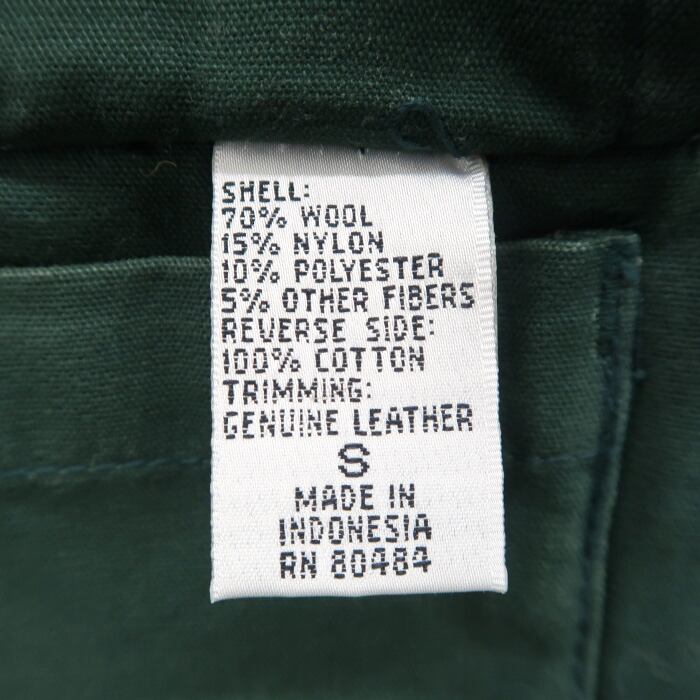 SHELL:
70% WOOL
15% NYLON
10% POLYESTER
5% OTHER FIBERS
REVERSE SIDE:
100% COTTON
TRIMMING:
GENUINE LEATHER
S
MADE IN
INDONESIA
RN 80484